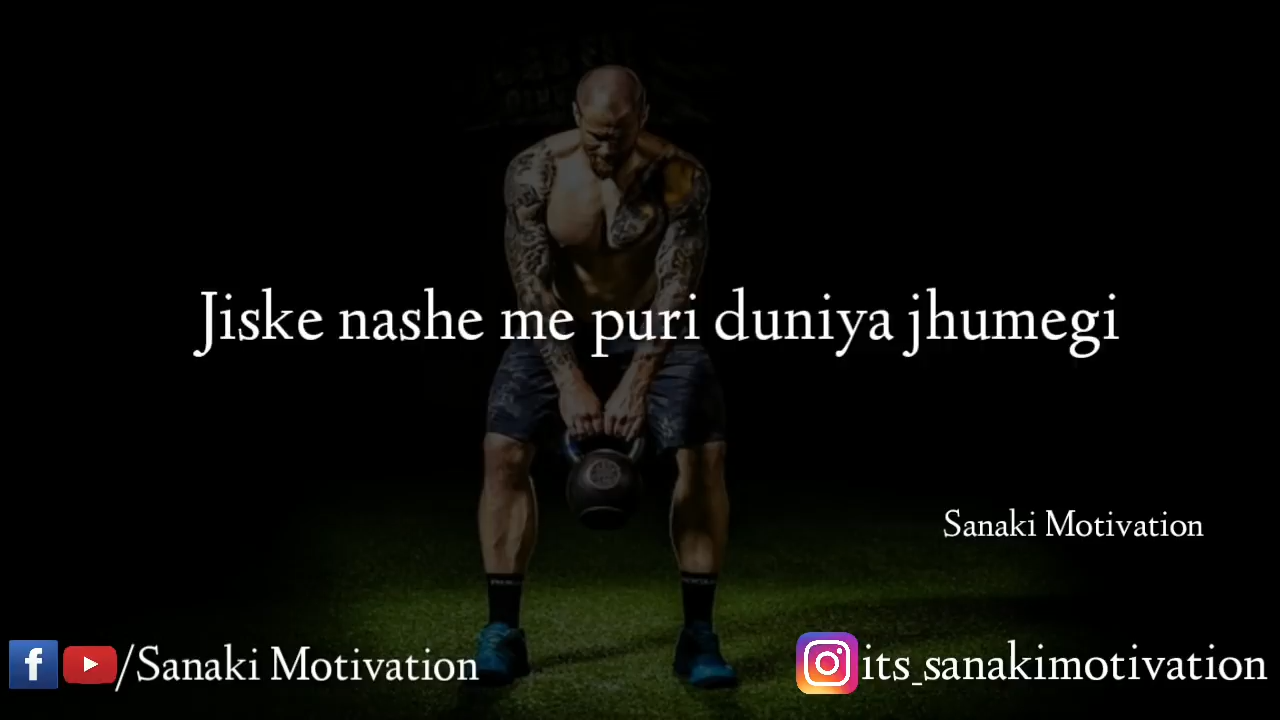 Jiske nashe me puri duniya jhumegi
Sanaki Motivation
/Sanaki Motivation
its_sanakimotivation